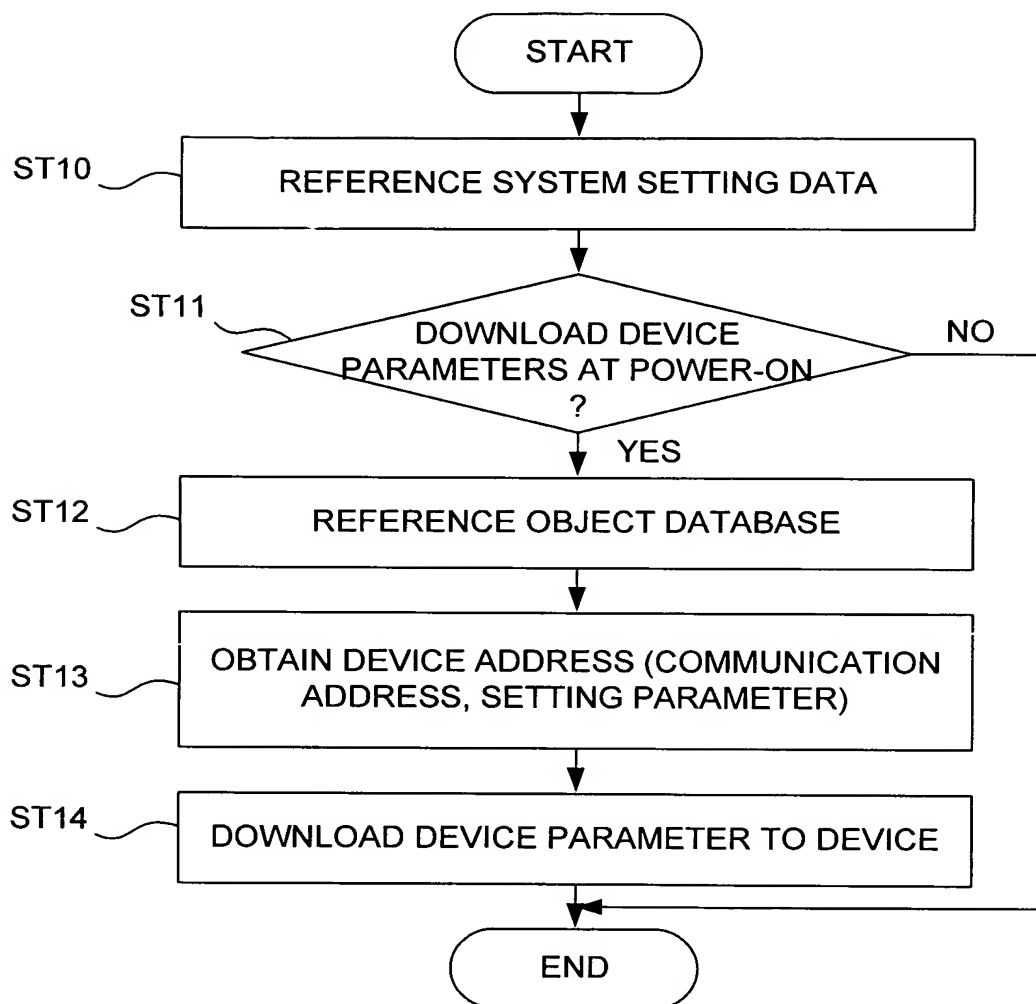 START
ST10
REFERENCE SYSTEM SETTING DATA
ST11
DOWNLOAD DEVICE
PARAMETERS AT POWER-ON
?
NO
YES
ST12
REFERENCE OBJECT DATABASE
ST13
OBTAIN DEVICE ADDRESS (COMMUNICATION
ADDRESS, SETTING PARAMETER)
ST14
DOWNLOAD DEVICE PARAMETER TO DEVICE
END